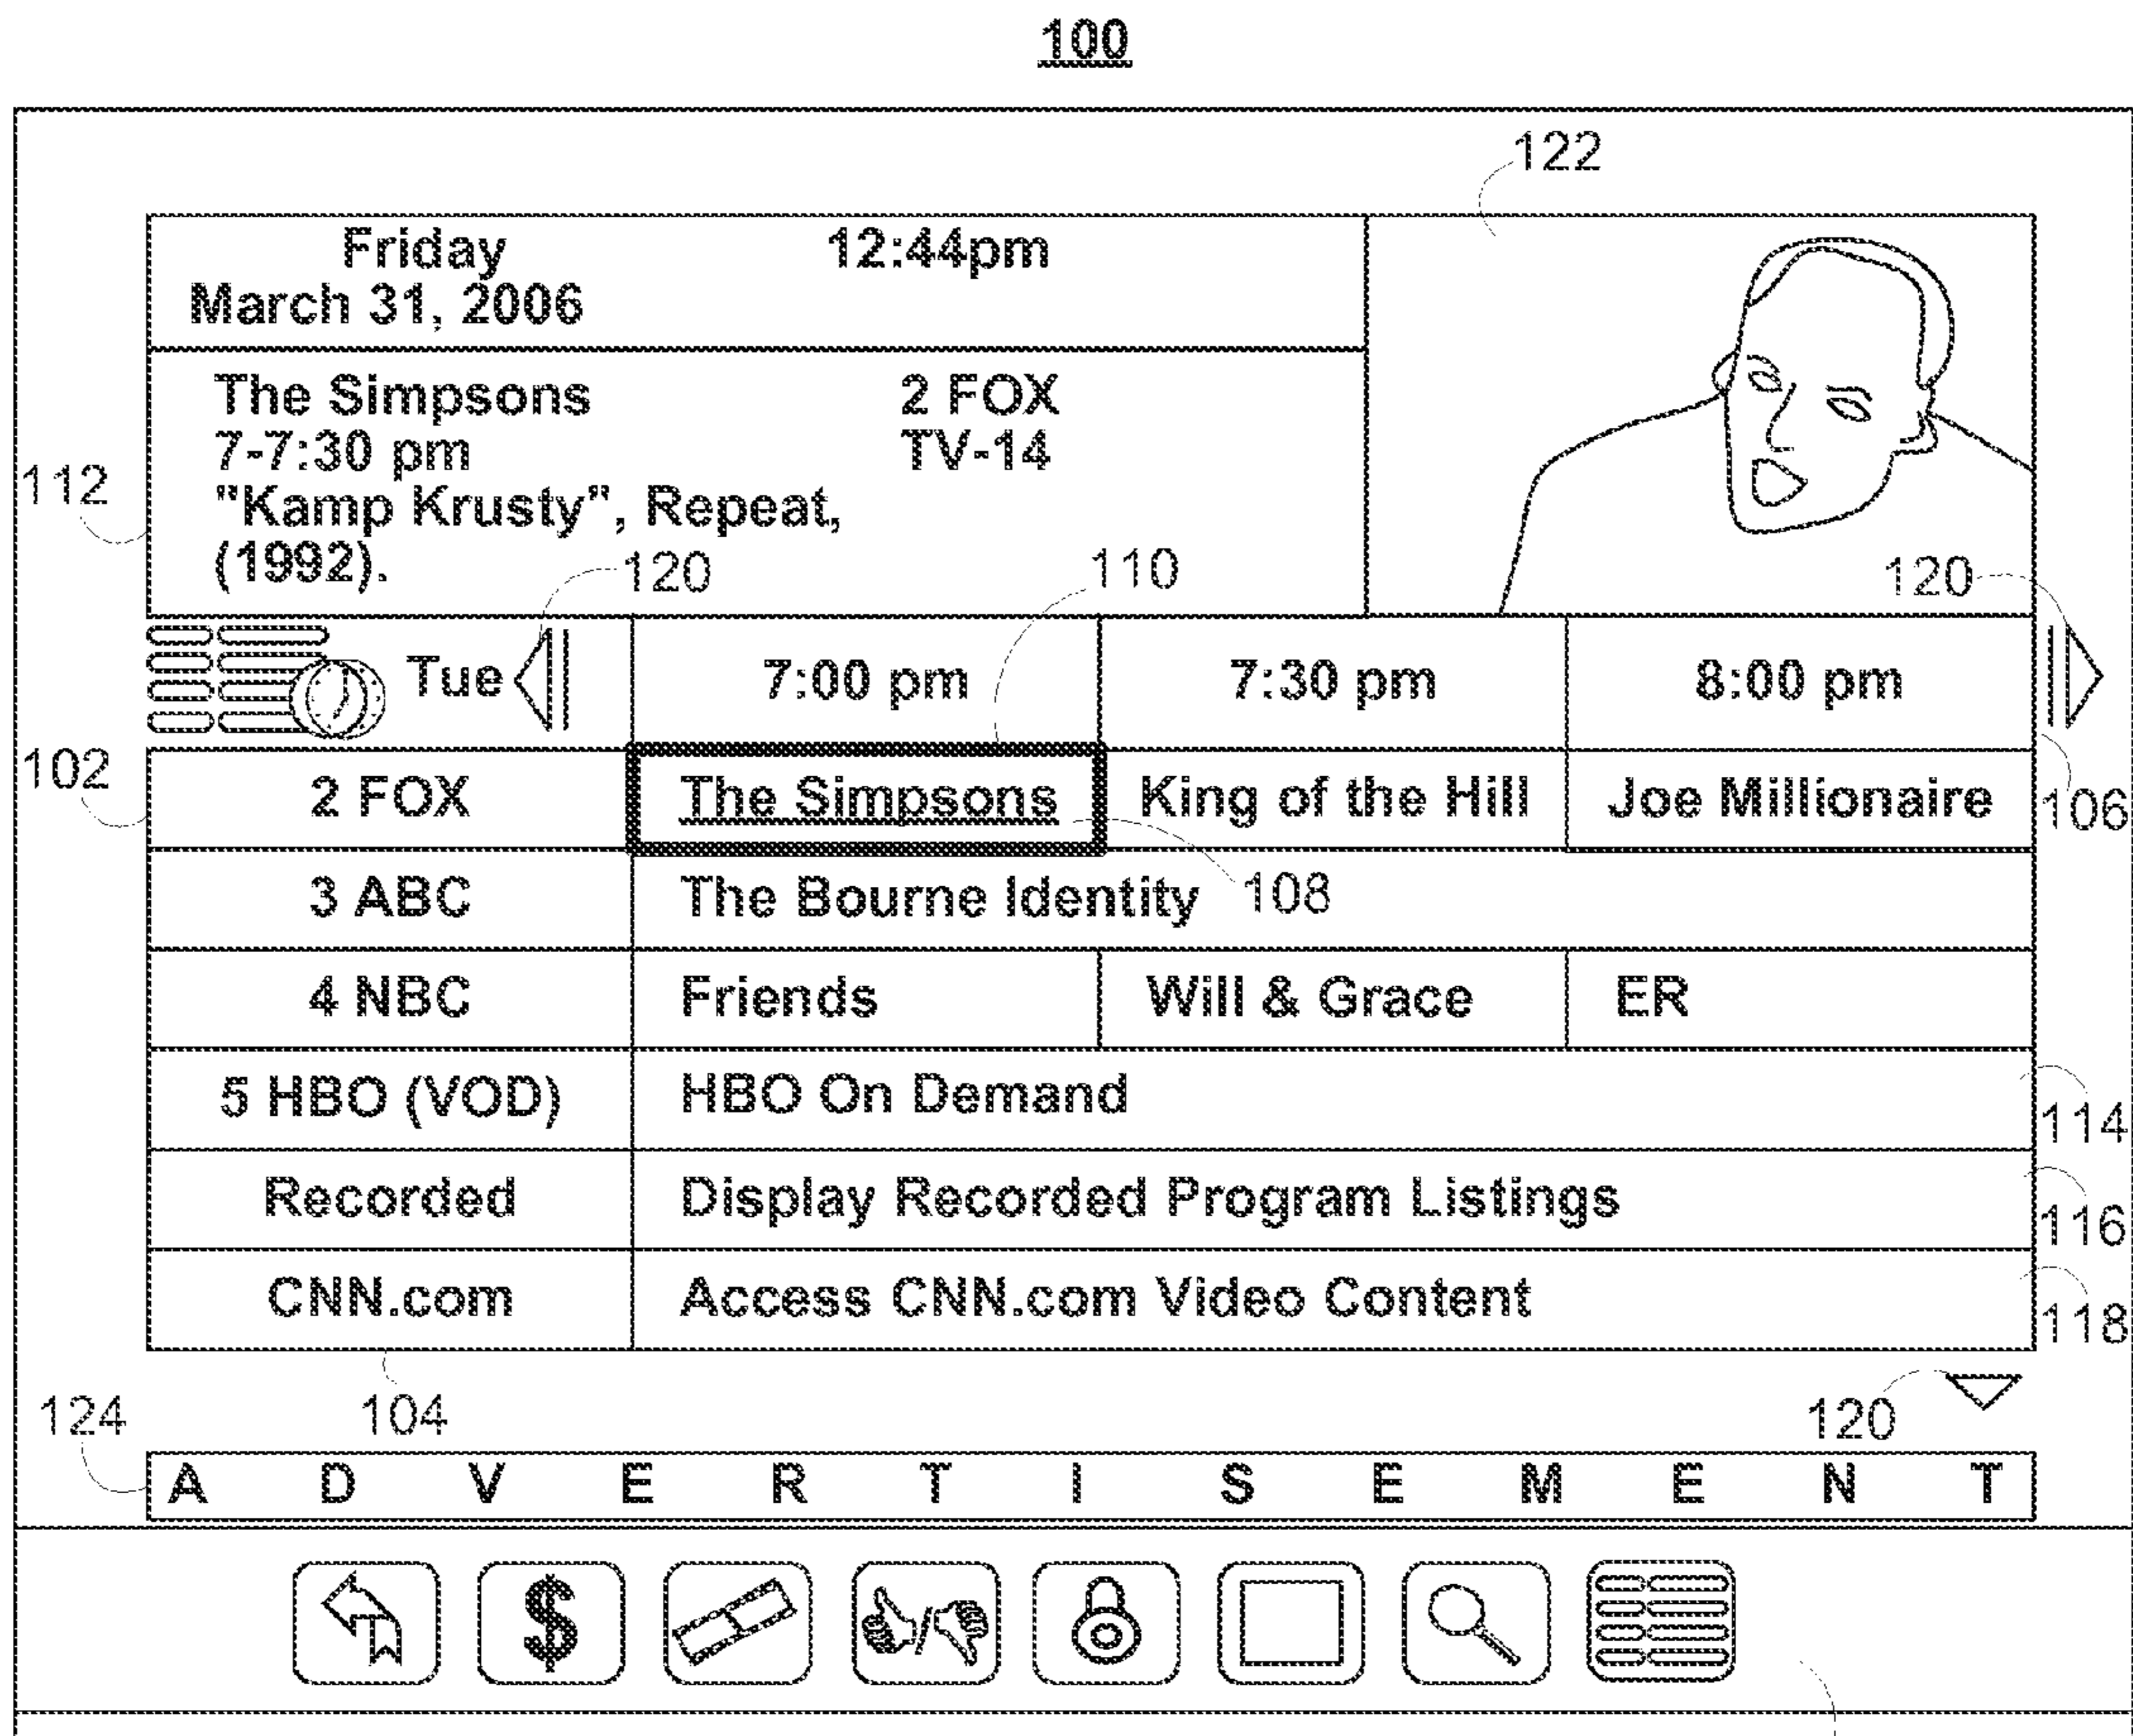 100
122
Friday 12:44pm
March 31, 2006
The Simpsons 2 FOX
7-7:30 pm TV-14
112
"Kamp Krusty", Repeat,
(1992).
120 110 120
Tue 7:00 pm 7:30 pm 8:00 pm
102
2 FOX The Simpsons King of the Hill Joe Millionaire
106
3 ABC The Bourne Identity 108
4 NBC Friends Will & Grace ER
5 HBO (VOD) HBO On Demand
114
Recorded Display Recorded Program Listings
116
CNN.com Access CNN.com Video Content
118
124 104 120
A D V E R T I S E M E N T
$